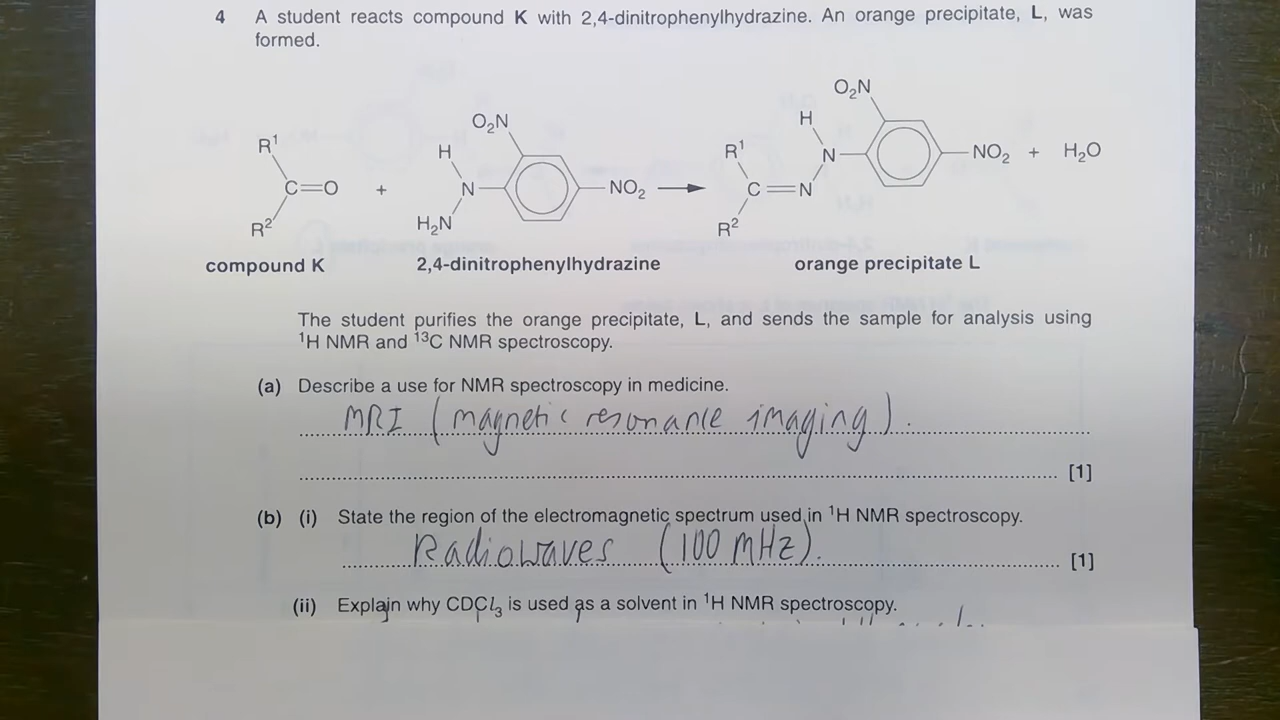 4 A student reacts compound K with 2,4-dinitrophenylhydrazine. An orange precipitate, L, was
formed.
O₂N
O₂N
H
R¹ H R¹ N NO₂ + H₂O
C=O + N NO₂ C=N
R² H₂N R²
compound K 2,4-dinitrophenylhydrazine orange precipitate L
The student purifies the orange precipitate, L, and sends the sample for analysis using
¹H NMR and ¹³C NMR spectroscopy.
(a) Describe a use for NMR spectroscopy in medicine.
MRI (magnetic resonance imaging).
[1]
(b) (i) State the region of the electromagnetic spectrum used in ¹H NMR spectroscopy.
Radiowaves (100 MHz). [1]
(ii) Explain why CDCl₃ is used as a solvent in ¹H NMR spectroscopy.